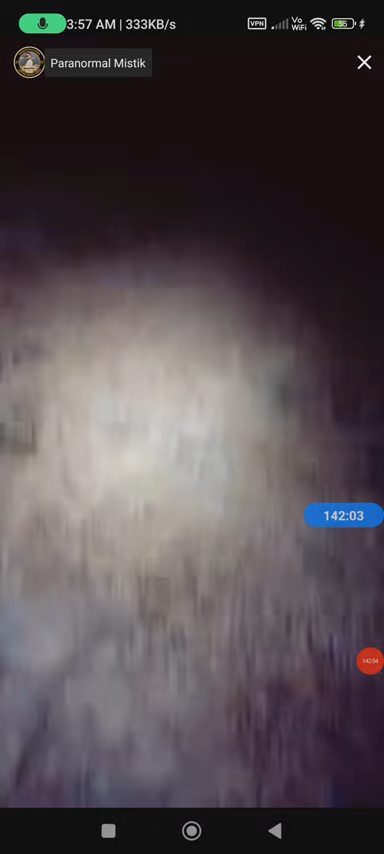 3:57 AM | 333KB/s
VPN
Vo
WiFi
55
Paranormal Mistik
142:03
142:04